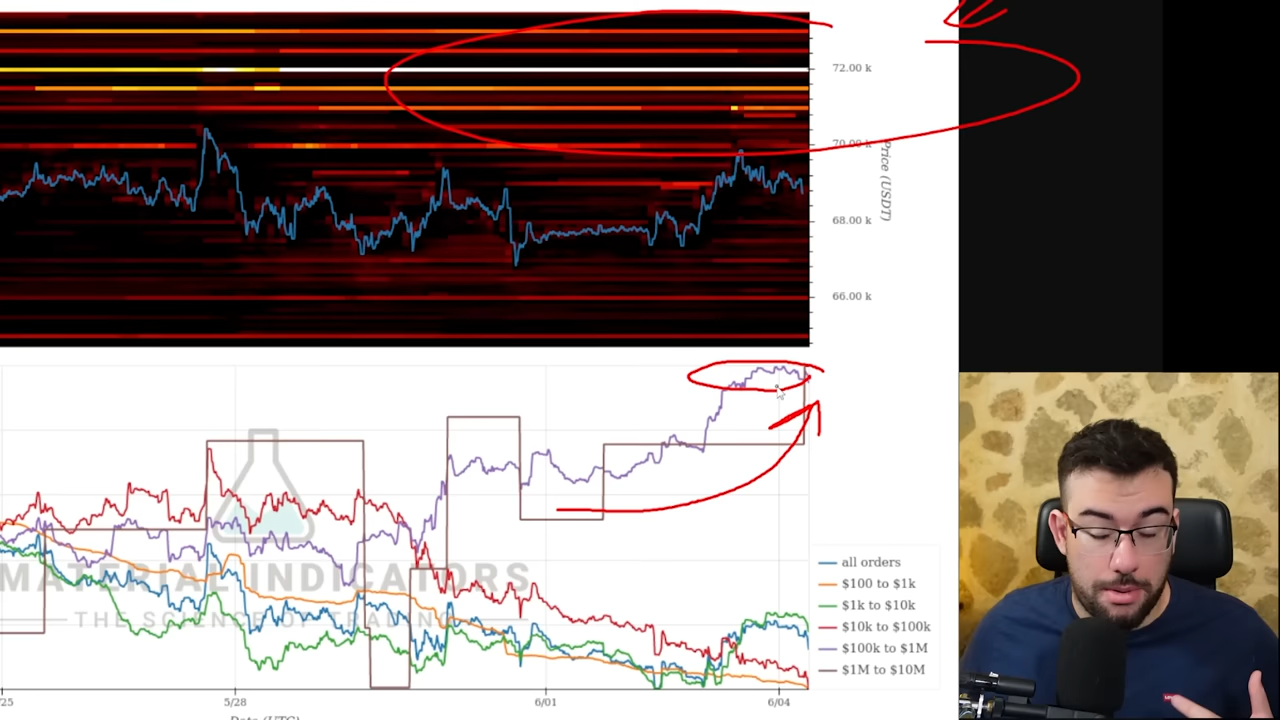 72.00 k
70.00 k
Price (USDT)
68.00 k
66.00 k
MATERIAL INDICATORS
THE SCIENCE OF TRADIN
all orders
$100 to $1k
$1k to $10k
$10k to $100k
$100k to $1M
$1M to $10M
/25
5/28
6/01
6/04
Date (UTC)